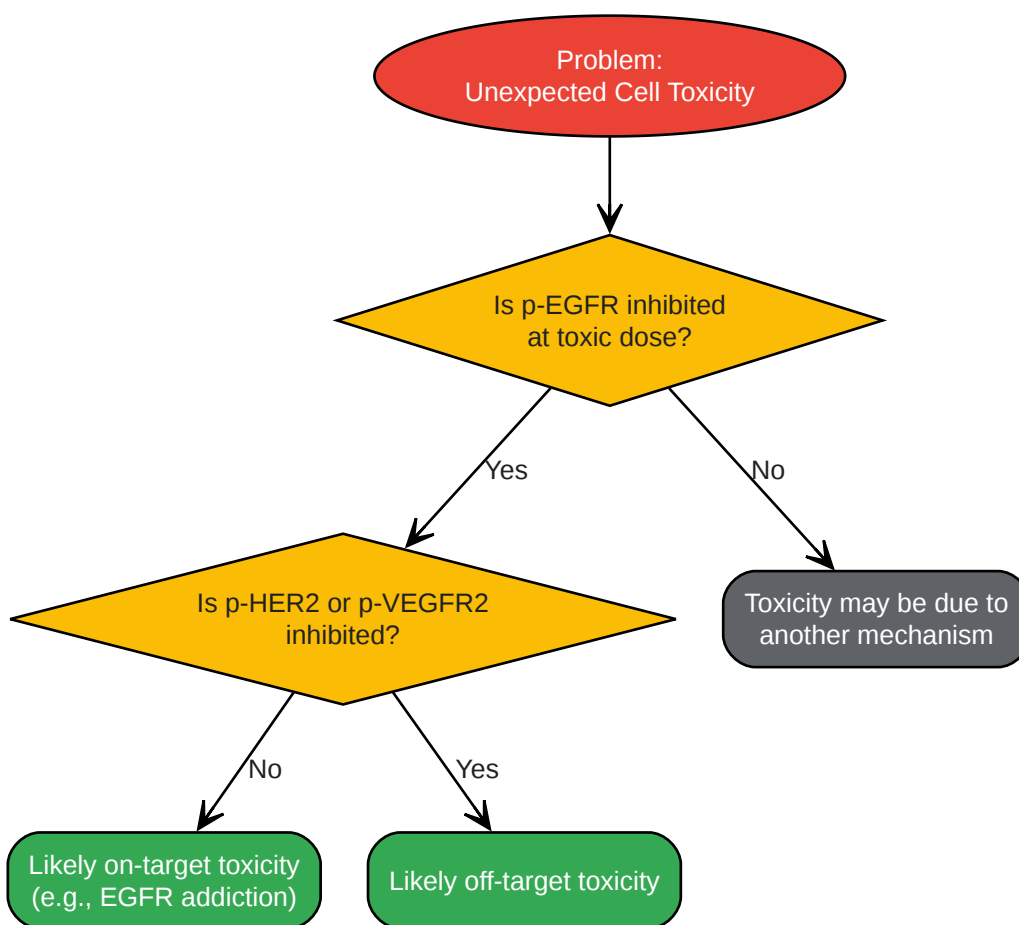 Problem:
Unexpected Cell Toxicity
Is p-EGFR inhibited
at toxic dose?
Yes
No
Is p-HER2 or p-VEGFR2
inhibited?
Toxicity may be due to
another mechanism
No
Yes
Likely on-target toxicity
(e.g., EGFR addiction)
Likely off-target toxicity